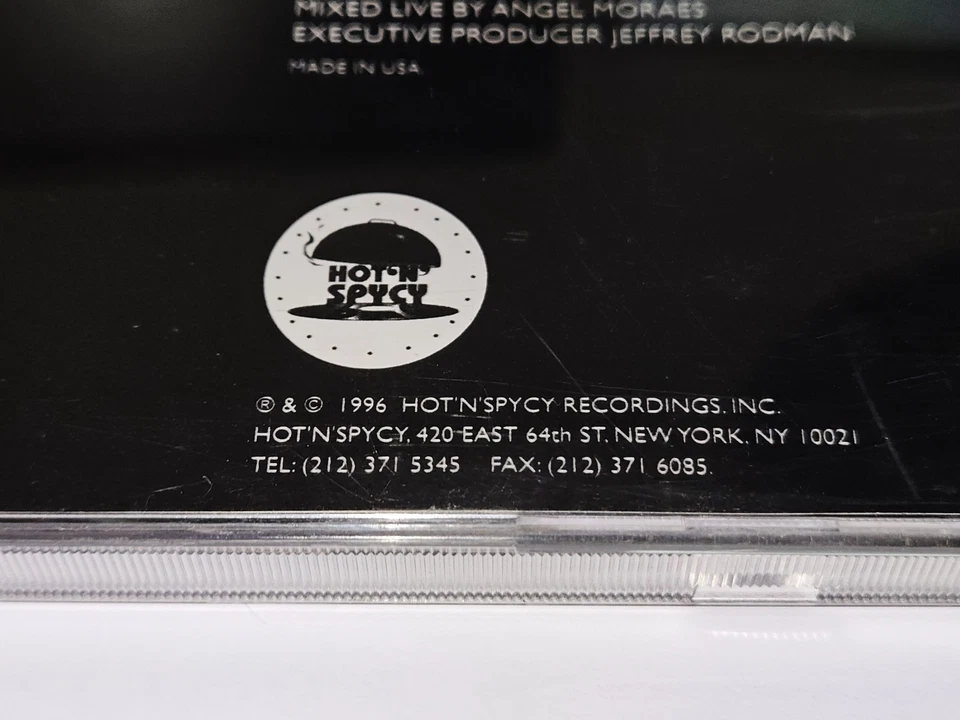 MIXED LIVE BY ANGEL MORAES
EXECUTIVE PRODUCER JEFFREY RODMAN
MADE IN USA
HOT'N'
SPYCY
® & © 1996 HOT'N'SPYCY RECORDINGS, INC.
HOT'N'SPYCY, 420 EAST 64th ST, NEW YORK, NY 10021
TEL: (212) 371 5345 FAX: (212) 371 6085.